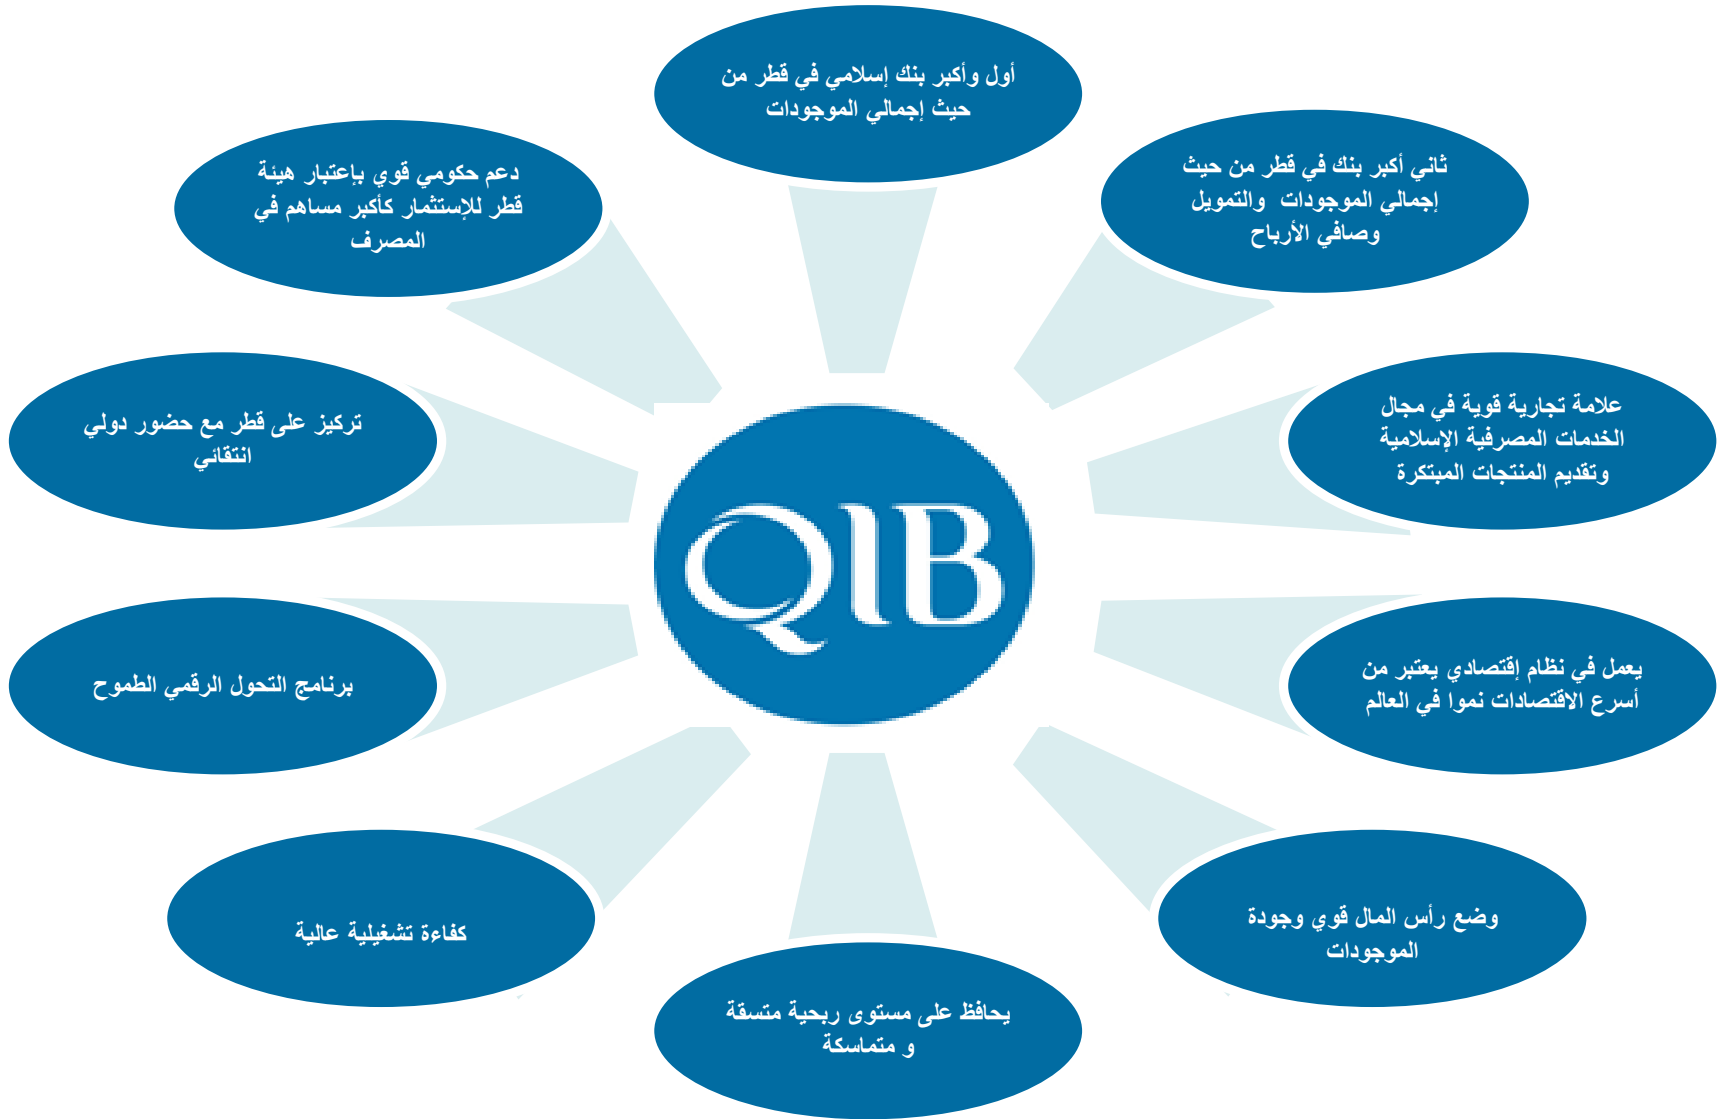 أول وأكبر بنك إسلامي في قطر من
حيث إجمالي الموجودات
ثاني أكبر بنك في قطر من حيث
إجمالي الموجودات والتمويل
وصافي الأرباح
علامة تجارية قوية في مجال
الخدمات المصرفية الإسلامية
وتقديم المنتجات المبتكرة
يعمل في نظام إقتصادي يعتبر من
أسرع الاقتصادات نموا في العالم
وضع رأس المال قوي وجودة
الموجودات
يحافظ على مستوى ربحية متسقة
و متماسكة
كفاءة تشغيلية عالية
برنامج التحول الرقمي الطموح
تركيز على قطر مع حضور دولي
انتقائي
دعم حكومي قوي بإعتبار هيئة
قطر للإستثمار كأكبر مساهم في
المصرف
QIB